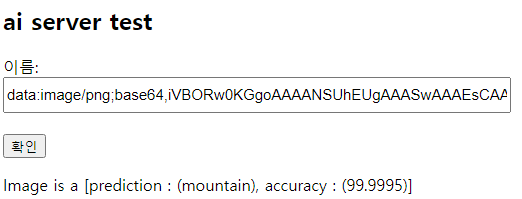 ai server test
이름:
data:image/png;base64,iVBORw0KGgoAAAANSUhEUgAAASwAAAEsCAA
확인
Image is a [prediction : (mountain), accuracy : (99.9995)]